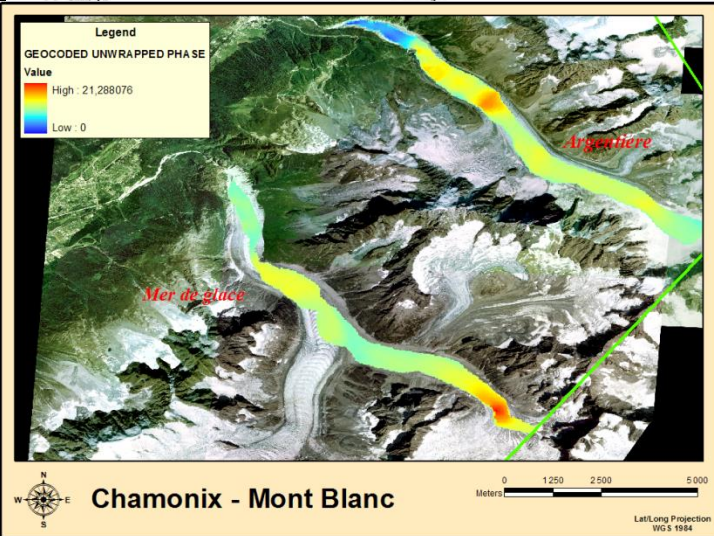 Legend
GEOCODED UNWRAPPED PHASE
Value
High : 21,288076
Low : 0
Argentiere
Mer de glace
N
W E
S
Chamonix - Mont Blanc
0 1 250 2 500 5 000
Meters
Lat/Long Projection
WGS 1984